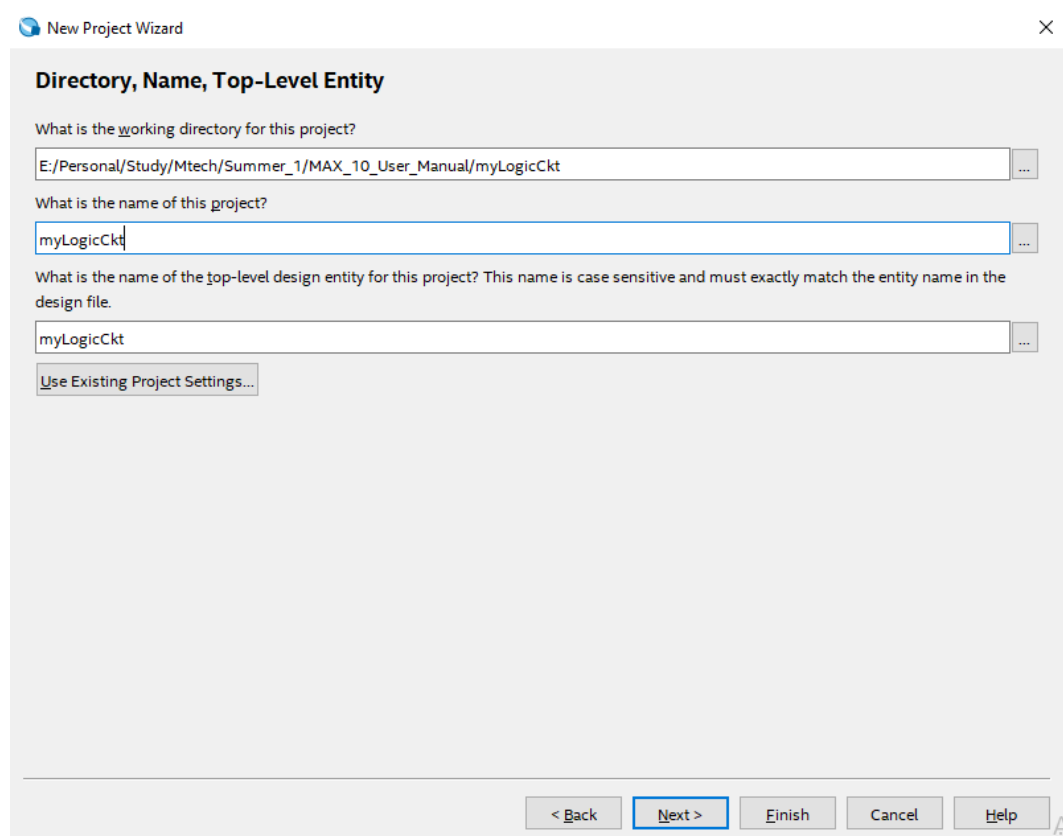 New Project Wizard
Directory, Name, Top-Level Entity
What is the working directory for this project?
E:/Personal/Study/Mtech/Summer_1/MAX_10_User_Manual/myLogicCkt
...
What is the name of this project?
myLogicCkt
...
What is the name of the top-level design entity for this project? This name is case sensitive and must exactly match the entity name in the
design file.
myLogicCkt
...
Use Existing Project Settings...
< Back
Next >
Finish
Cancel
Help